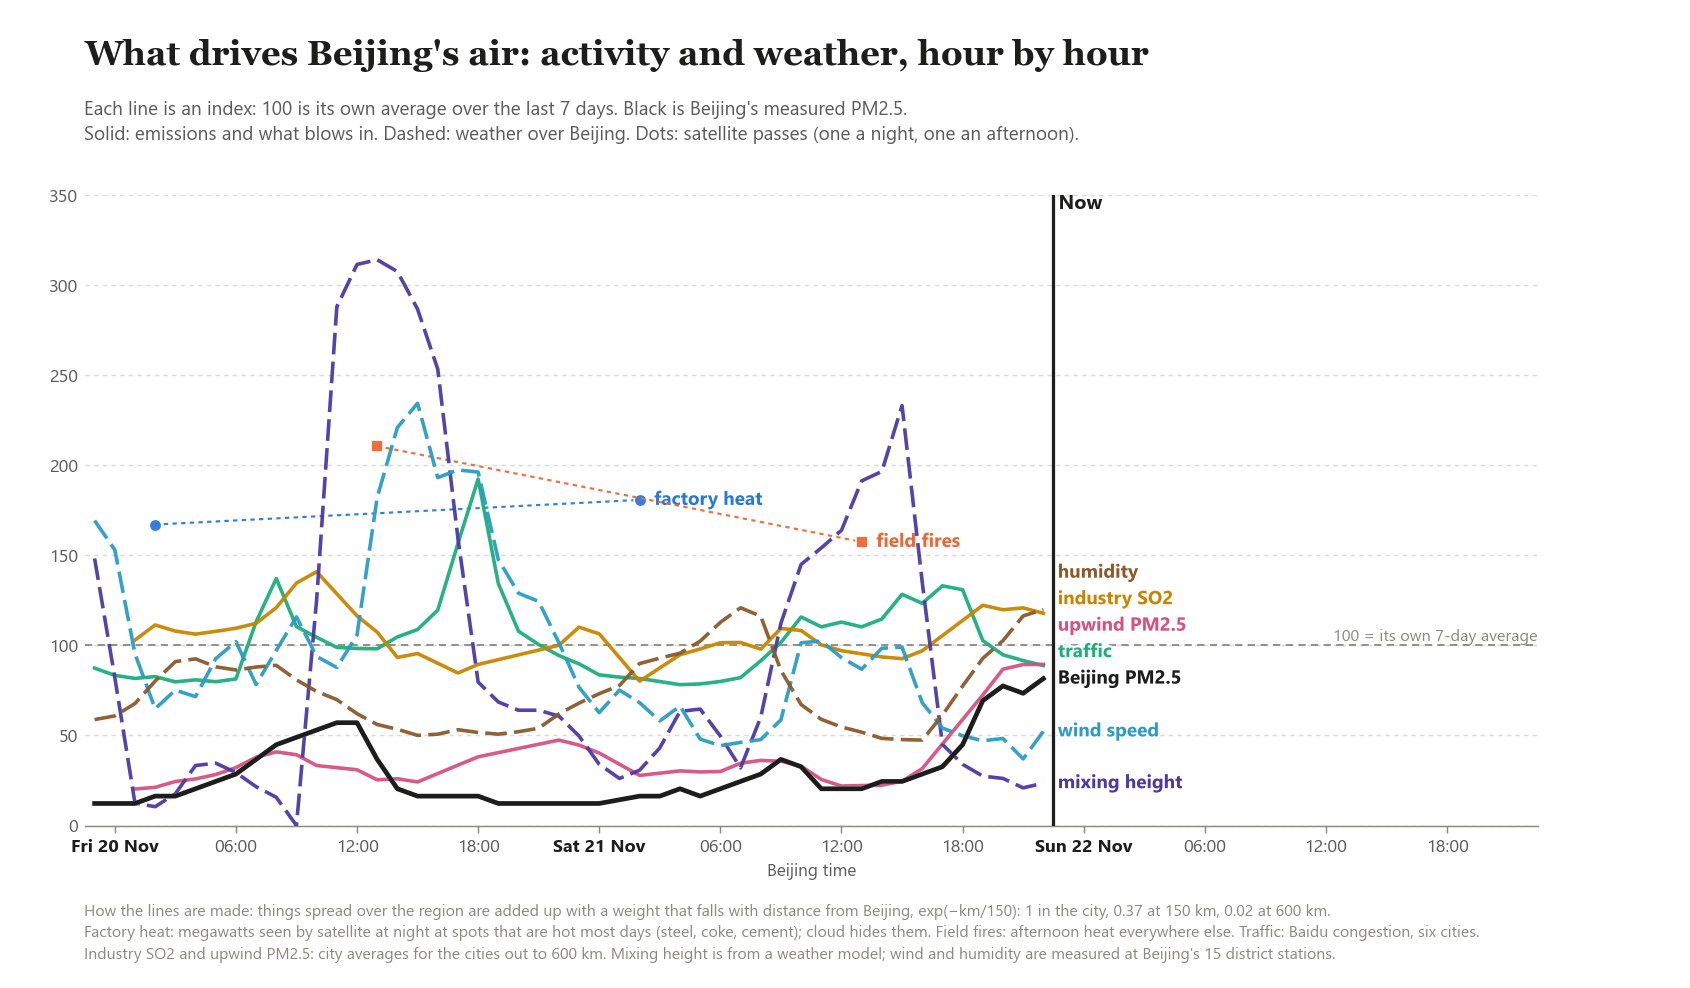 What drives Beijing's air: activity and weather, hour by hour
Each line is an index: 100 is its own average over the last 7 days. Black is Beijing's measured PM2.5.
Solid: emissions and what blows in. Dashed: weather over Beijing. Dots: satellite passes (one a night, one an afternoon).
350
Now
300
250
200
factory heat
field fires
150
humidity
industry SO2
upwind PM2.5
100 = its own 7-day average
100
traffic
Beijing PM2.5
50
wind speed
mixing height
0
Fri 20 Nov 06:00 12:00 18:00 Sat 21 Nov 06:00 12:00 18:00 Sun 22 Nov 06:00 12:00 18:00
Beijing time
How the lines are made: things spread over the region are added up with a weight that falls with distance from Beijing, exp(−km/150): 1 in the city, 0.37 at 150 km, 0.02 at 600 km.
Factory heat: megawatts seen by satellite at night at spots that are hot most days (steel, coke, cement); cloud hides them. Field fires: afternoon heat everywhere else. Traffic: Baidu congestion, six cities.
Industry SO2 and upwind PM2.5: city averages for the cities out to 600 km. Mixing height is from a weather model; wind and humidity are measured at Beijing's 15 district stations.